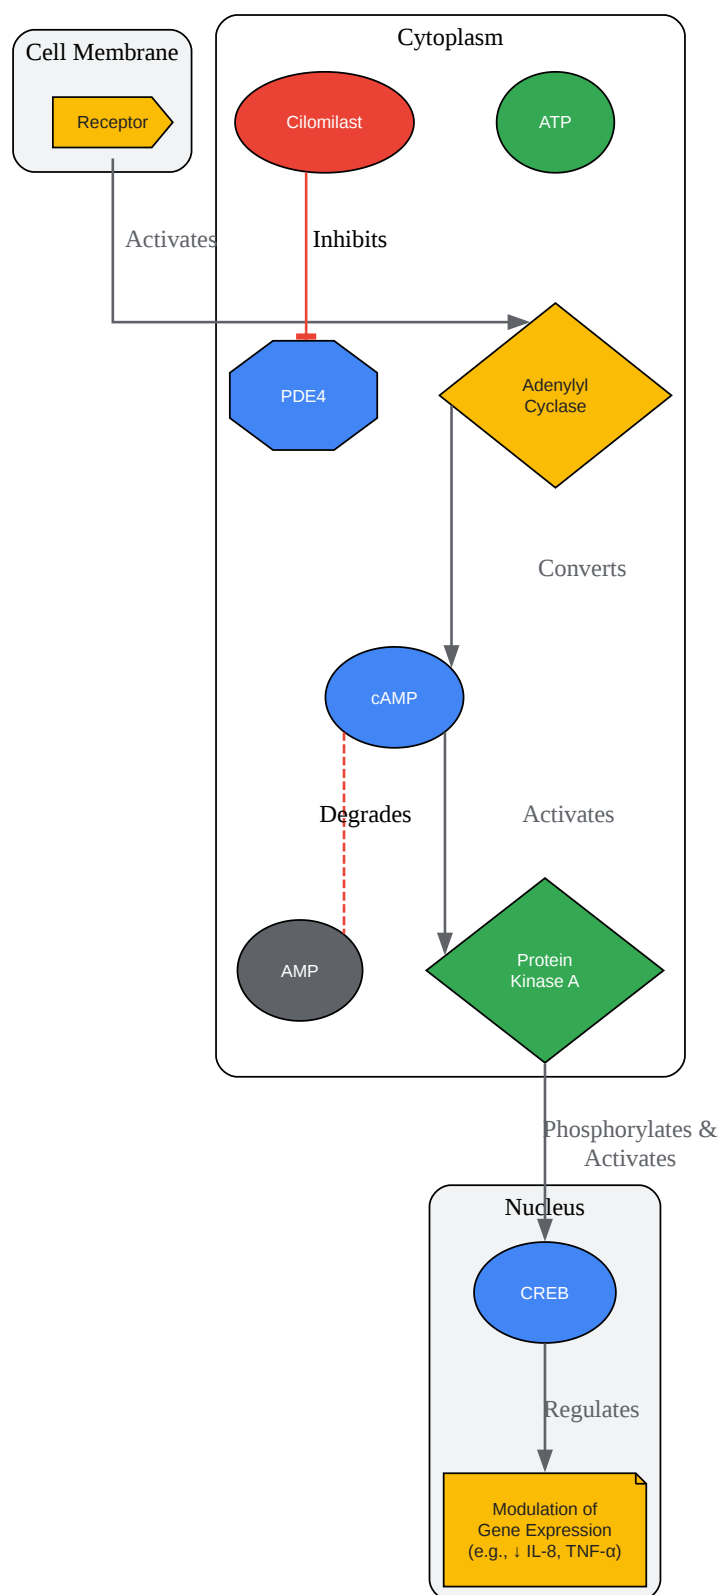 Cell Membrane
Receptor
Activates
Cytoplasm
Cilomilast
ATP
Inhibits
PDE4
Adenylyl
Cyclase
Converts
cAMP
Degrades
Activates
AMP
Protein
Kinase A
Phosphorylates &
Activates
Nucleus
CREB
Regulates
Modulation of
Gene Expression
(e.g., ↓ IL-8, TNF-α)